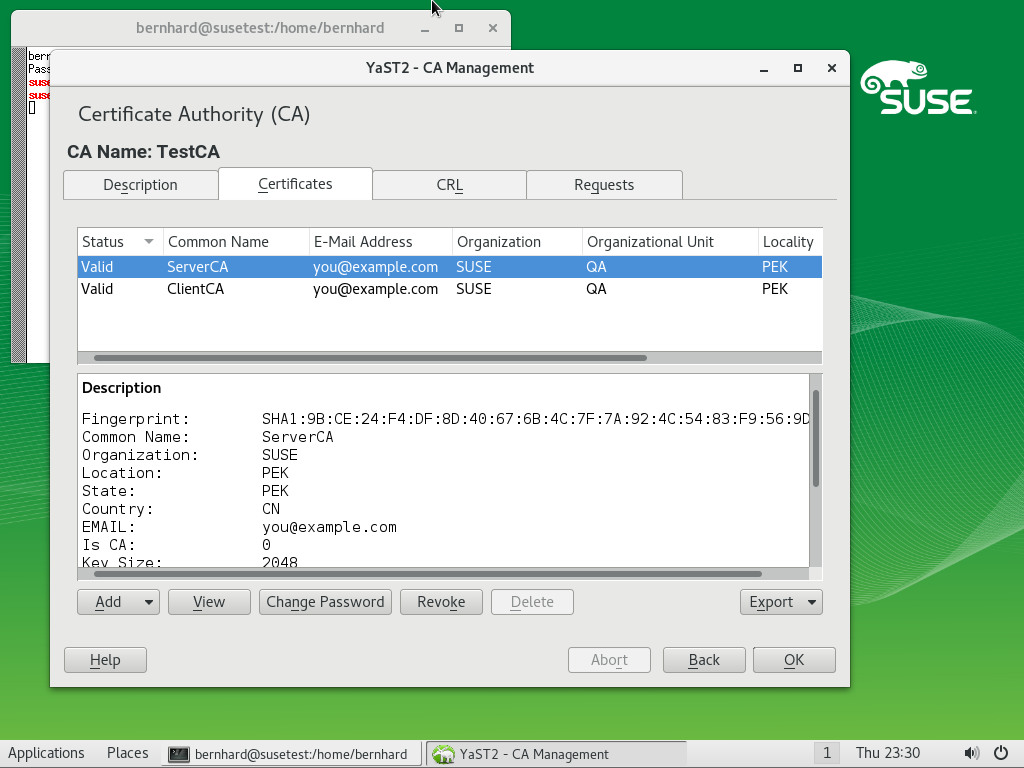 bernhard@susetest:/home/bernhard
bern
Pass
suse
suse
YaST2 - CA Management
SUSE
Certificate Authority (CA)
CA Name: TestCA
Description Certificates CRL Requests
Status Common Name E-Mail Address Organization Organizational Unit Locality
Valid ServerCA you@example.com SUSE QA PEK
Valid ClientCA you@example.com SUSE QA PEK
Description
Fingerprint: SHA1:9B:CE:24:F4:DF:8D:40:67:6B:4C:7F:7A:92:4C:54:83:F9:56:9D
Common Name: ServerCA
Organization: SUSE
Location: PEK
State: PEK
Country: CN
EMAIL: you@example.com
Is CA: 0
Key Size: 2048
Add View Change Password Revoke Delete Export
Help Abort Back OK
Applications Places bernhard@susetest:/home/bernhard YaST2 - CA Management 1 Thu 23:30